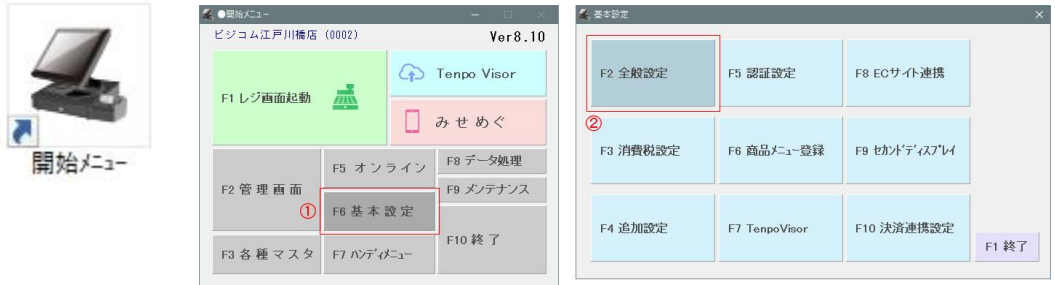 開始メニュー
●開始メニュー
ビジコム江戸川橋店 (0002)
Ver8.10
F1 レジ画面起動
Tenpo Visor
みせめぐ
F2 管理画面
F5 オンライン
F8 データ処理
F9 メンテナンス
①
F6 基本設定
F3 各種マスタ
F7 ハンディメニュー
F10 終了
基本設定
F2 全般設定
F5 認証設定
F8 ECサイト連携
②
F3 消費税設定
F6 商品メニュー登録
F9 セカンドディスプレイ
F4 追加設定
F7 TenpoVisor
F10 決済連携設定
F1 終了